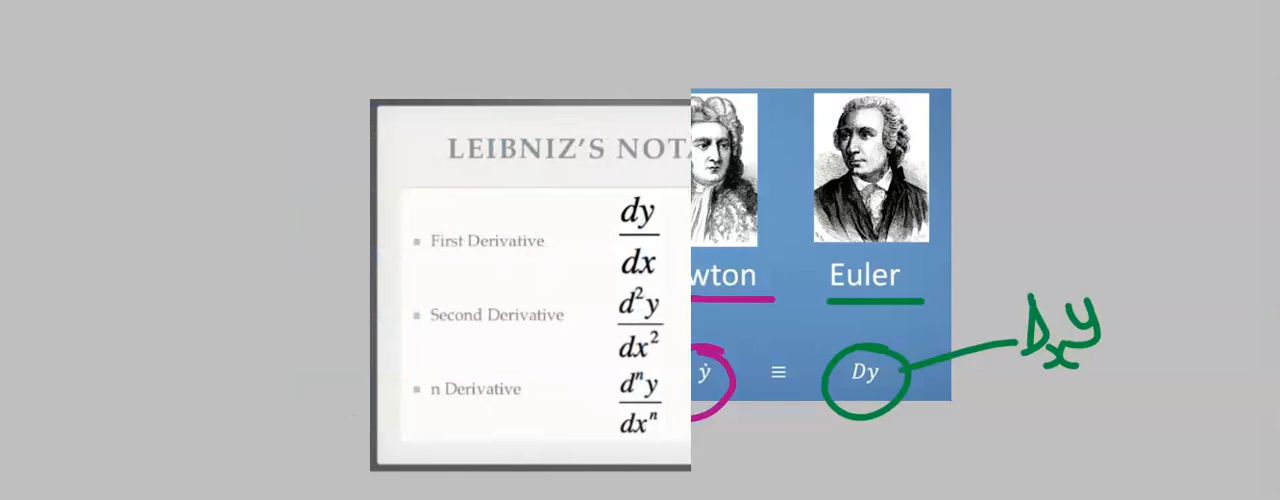 LEIBNIZ'S NOT
First Derivative
dy
dx
Second Derivative
d²y
dx²
n Derivative
dⁿy
dxⁿ
wton
Euler
ẏ ≡ Dy
Dₓy